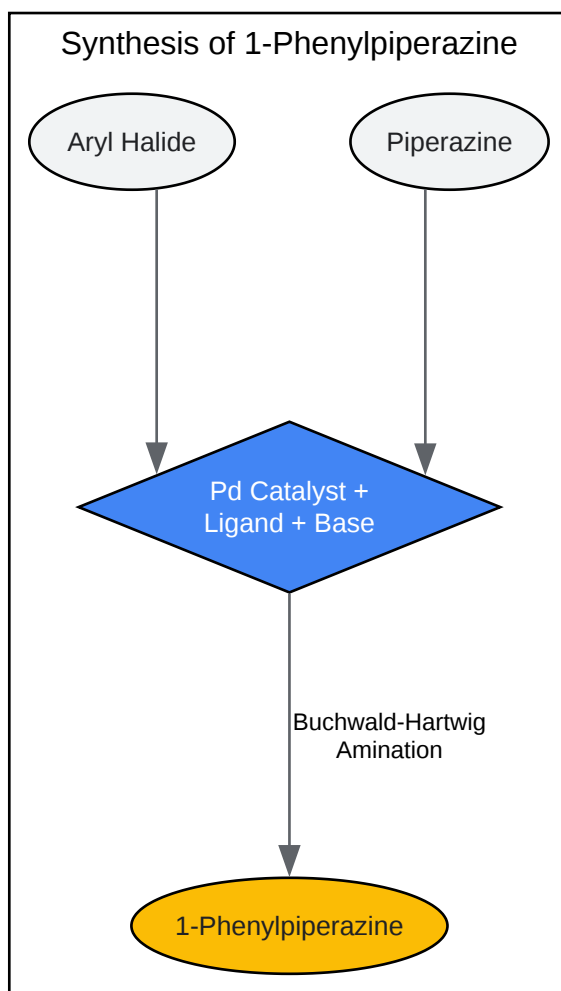 Synthesis of 1-Phenylpiperazine
Aryl Halide
Piperazine
Pd Catalyst +
Ligand + Base
Buchwald-Hartwig
Amination
1-Phenylpiperazine